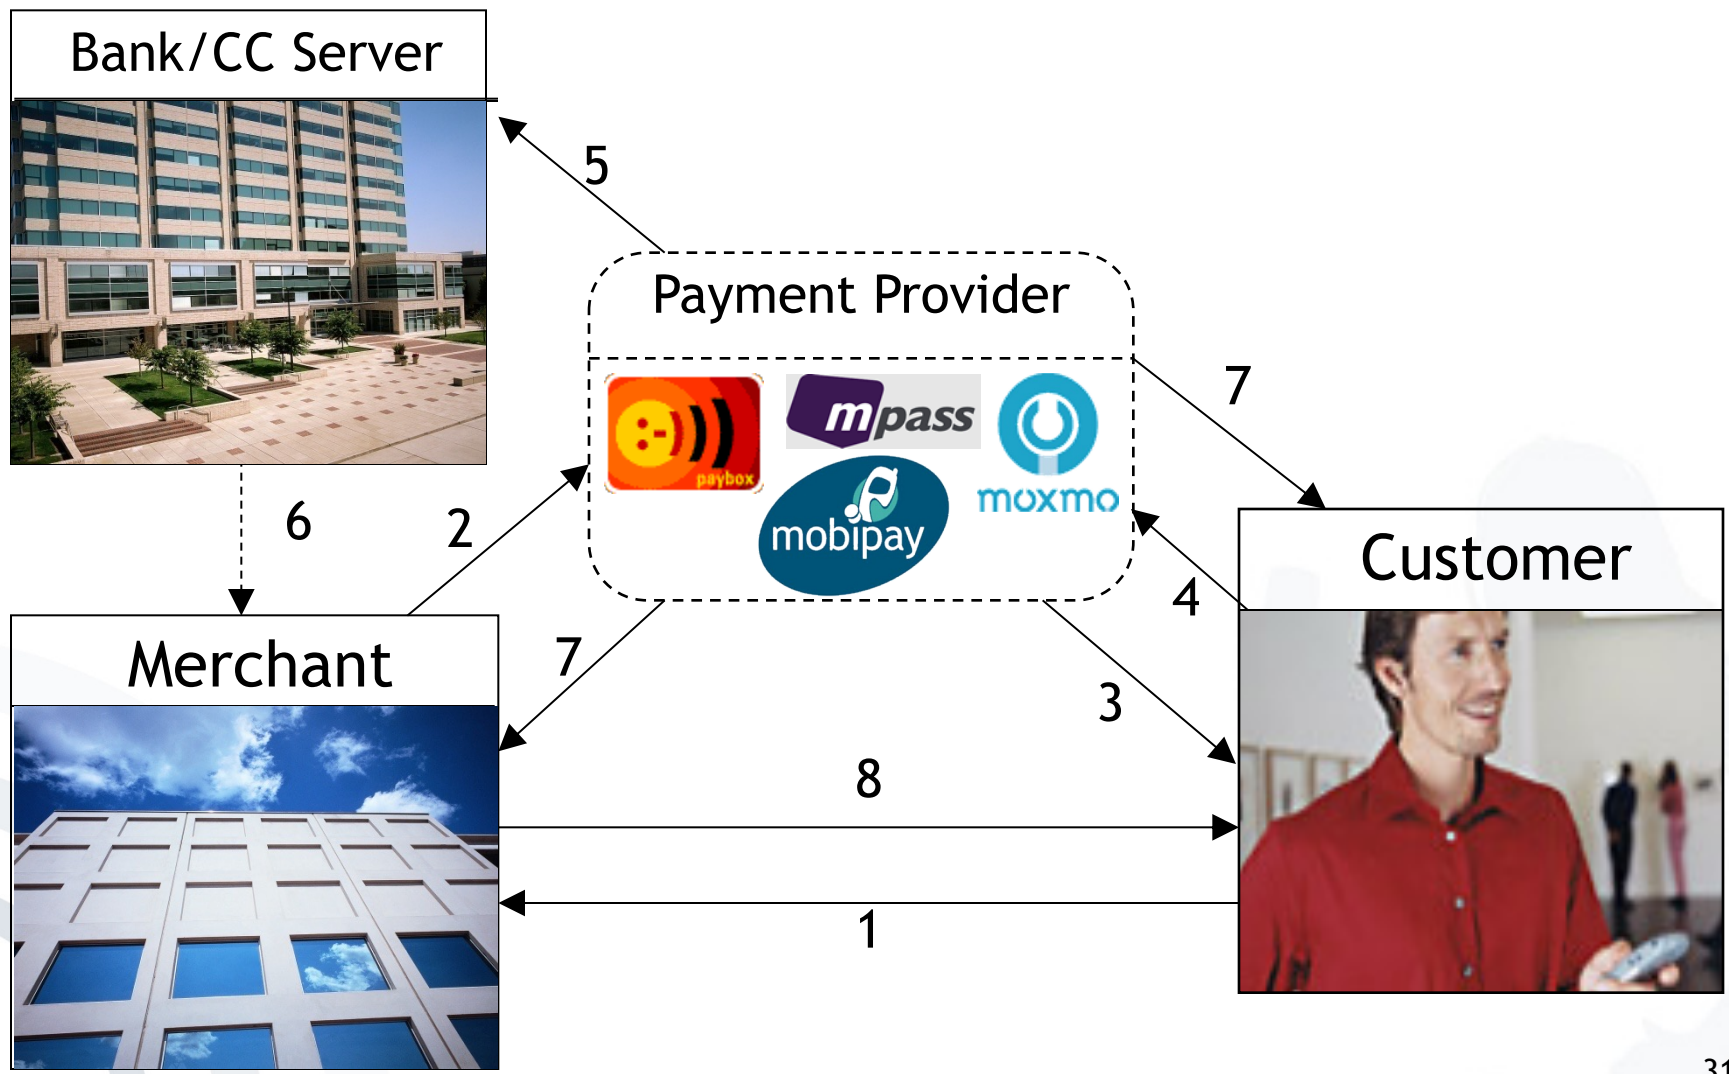 Bank/CC Server
5
Payment Provider
7
paybox
mpass
moxmo
mobipay
6
2
4
Customer
Merchant
7
3
8
1
31